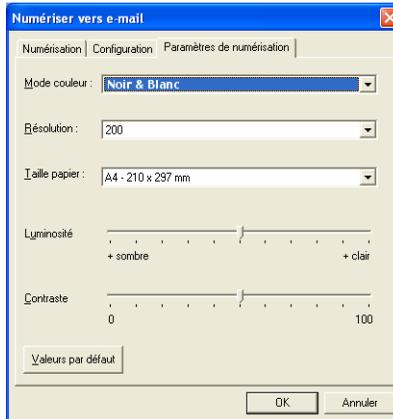 Numériser vers e-mail
Numérisation Configuration Paramètres de numérisation
Mode couleur : Noir & Blanc
Résolution : 200
Taille papier : A4 - 210 x 297 mm
Luminosité
+ sombre + clair
Contraste
0 100
Valeurs par défaut
OK Annuler